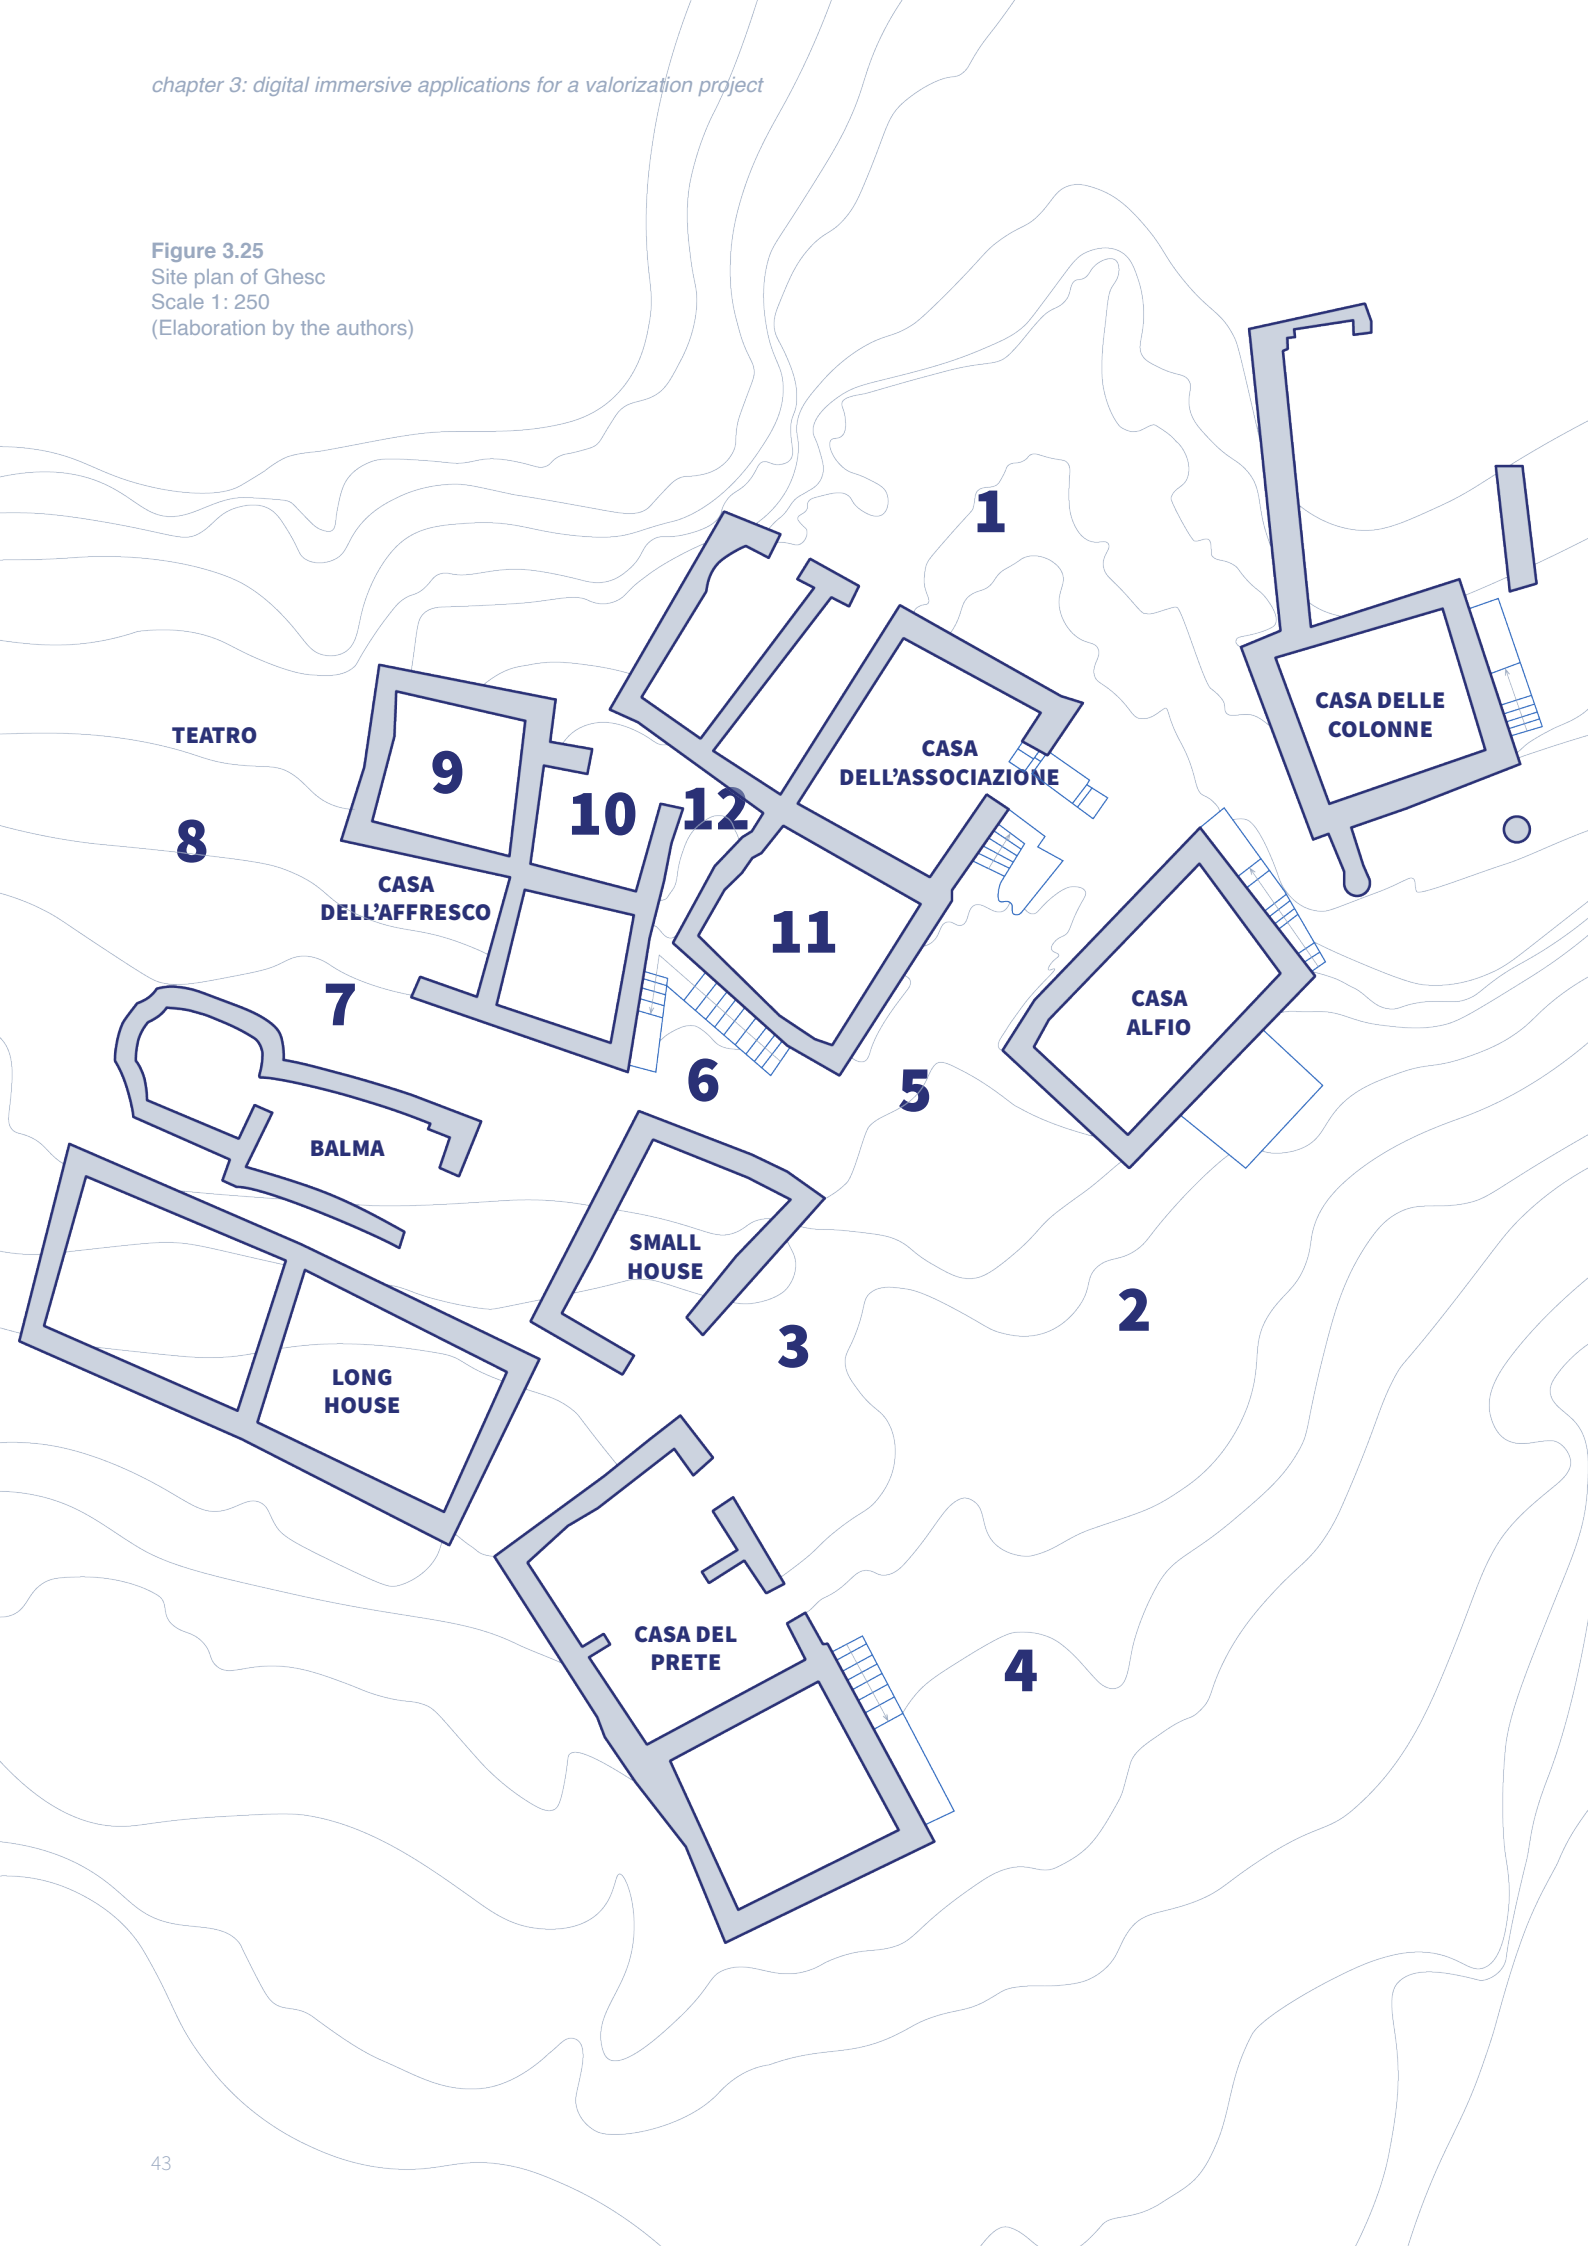 chapter 3: digital immersive applications for a valorization project
Figure 3.25
Site plan of Ghesc
Scale 1: 250
(Elaboration by the authors)
1
CASA DELLE
COLONNE
TEATRO
CASA
DELL’ASSOCIAZIONE
9
10
12
8
CASA
DELL’AFFRESCO
11
7
CASA
ALFIO
6
5
BALMA
SMALL
HOUSE
2
3
LONG
HOUSE
CASA DEL
PRETE
4
43